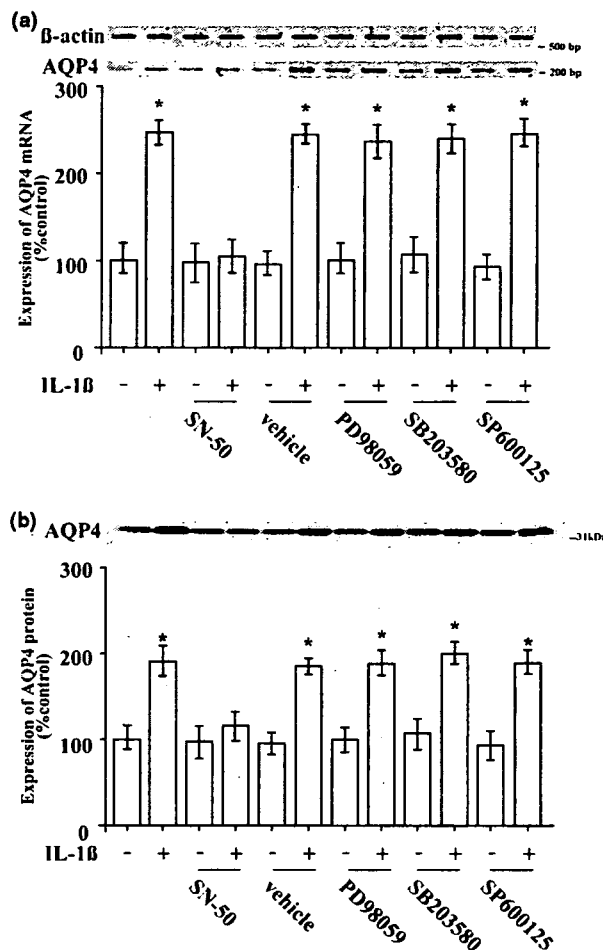 (a)
ß-actin
– 500 bp
AQP4
– 200 bp
Expression of AQP4 mRNA
(%control)
300
200
100
0
* * * * *
IL-1ß - + - + - + - + - + - +
SN-50 vehicle PD98059 SB203580 SP600125
(b)
AQP4
–31kDa
Expression of AQP4 protein
(%control)
300
200
100
0
* * * * *
IL-1ß - + - + - + - + - + - +
SN-50 vehicle PD98059 SB203580 SP600125